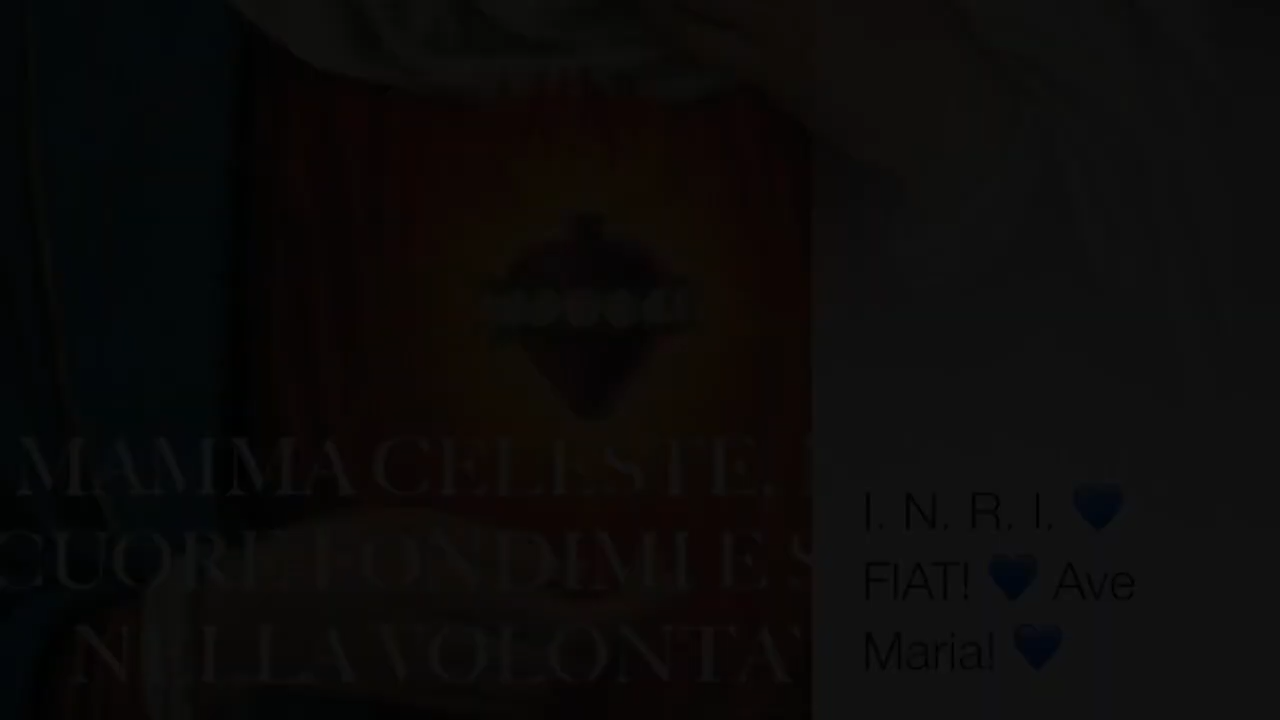 MAMMA CELESTE,
CUORE FONDIMI E
NELLA VOLONTA'
I. N. R. I. 💙
FIAT! 💙 Ave
Maria! 💙